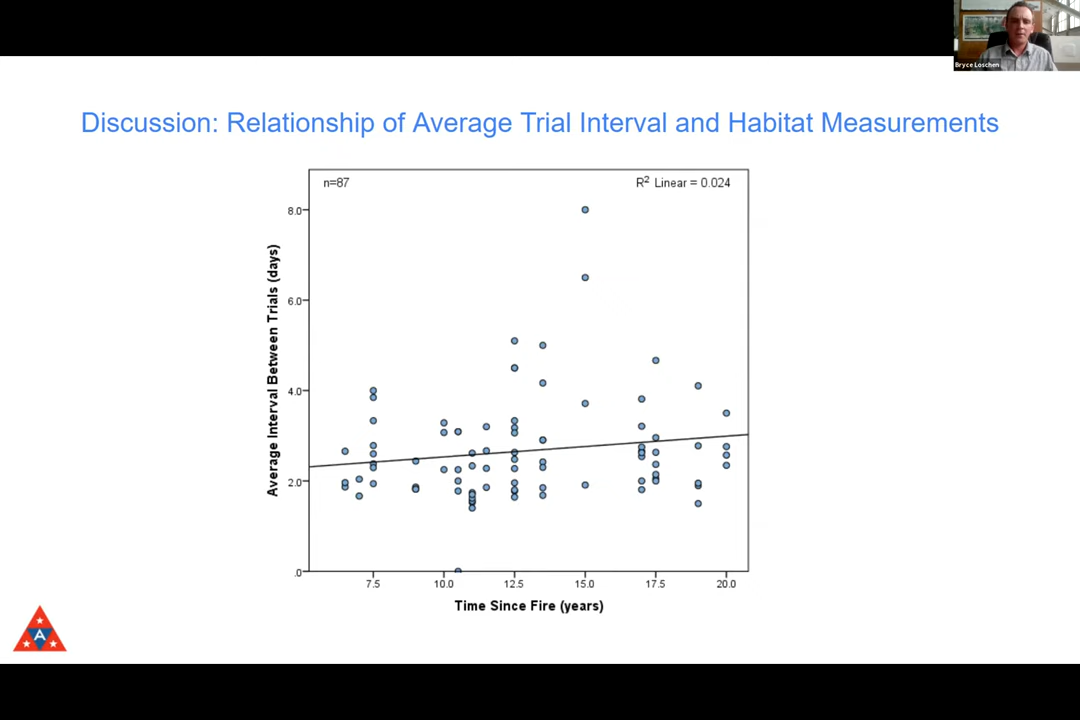 Bryce Loschen
Discussion: Relationship of Average Trial Interval and Habitat Measurements
n=87
R² Linear = 0.024
Average Interval Between Trials (days)
8.0
6.0
4.0
2.0
.0
7.5
10.0
12.5
15.0
17.5
20.0
Time Since Fire (years)
A